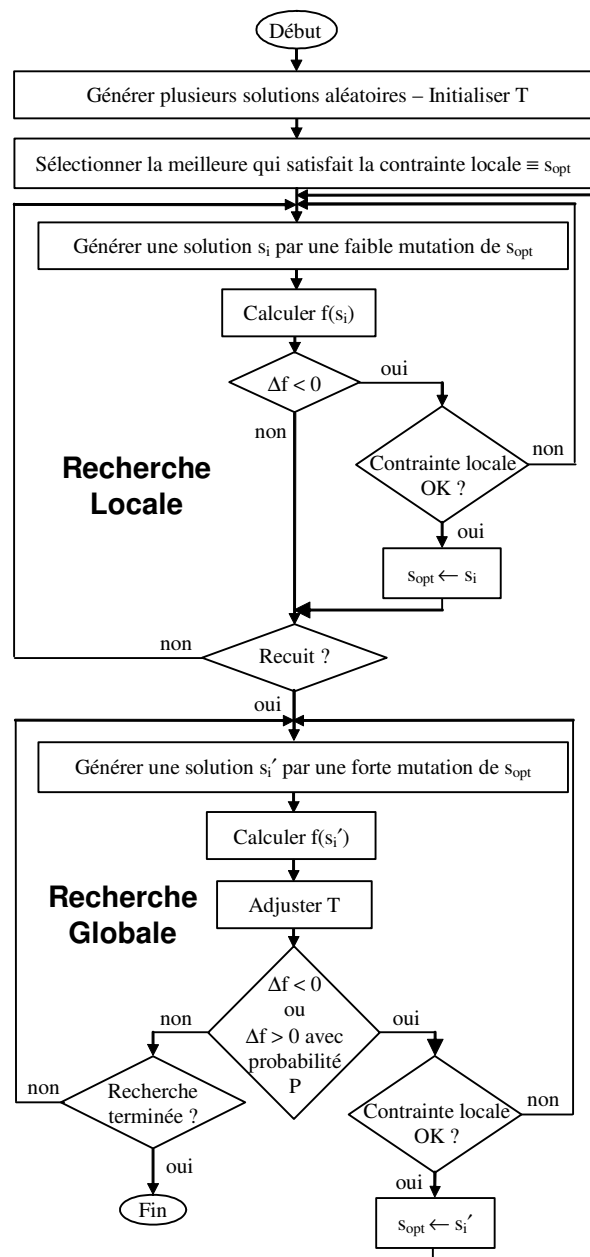 Début
Générer plusieurs solutions aléatoires – Initialiser T
Sélectionner la meilleure qui satisfait la contrainte locale ≡ sopt
Générer une solution si par une faible mutation de sopt
Calculer f(si)
Δf < 0
oui
non
Contrainte locale
OK ?
non
oui
sopt ← si
Recherche
Locale
Recuit ?
non
oui
Générer une solution si′ par une forte mutation de sopt
Calculer f(si′)
Adjuster T
Recherche
Globale
Δf < 0
ou
Δf > 0 avec
probabilité
P
non
oui
Recherche
terminée ?
non
oui
Fin
Contrainte locale
OK ?
non
oui
sopt ← si′